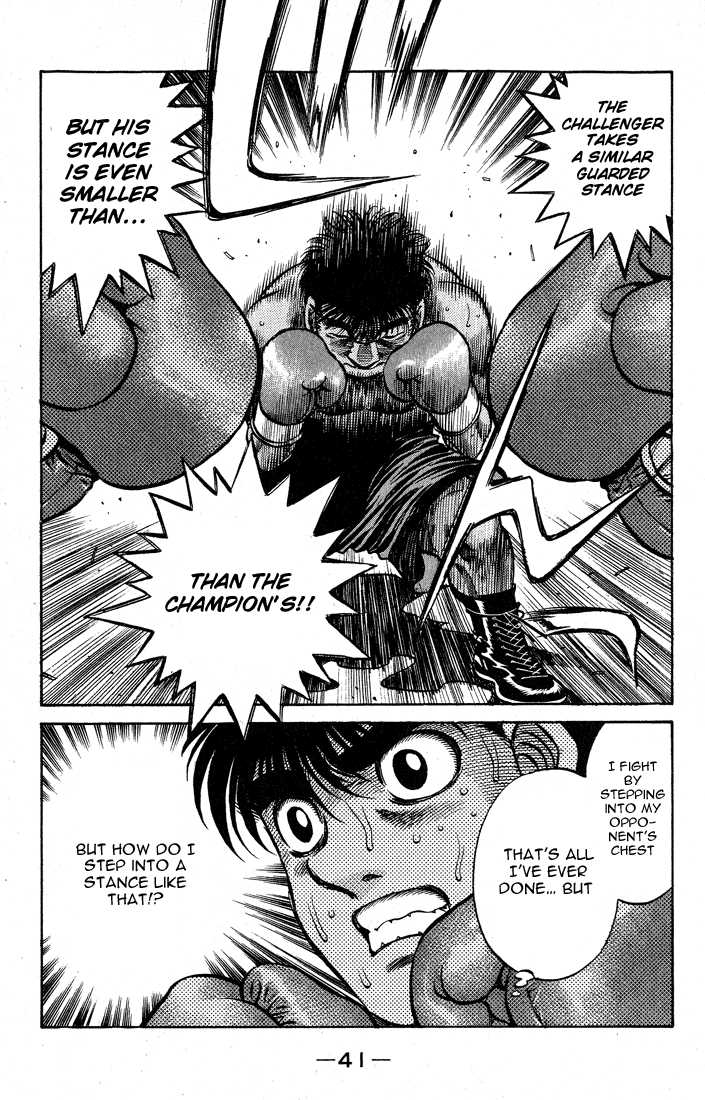 THE
CHALLENGER
TAKES
A SIMILAR
GUARDED
STANCE
BUT HIS
STANCE
IS EVEN
SMALLER
THAN...
THAN THE
CHAMPION'S!!
I FIGHT
BY
STEPPING
INTO MY
OPPO-
NENT'S
CHEST
THAT'S ALL
I'VE EVER
DONE... BUT
BUT HOW DO I
STEP INTO A
STANCE LIKE
THAT!?
—41—